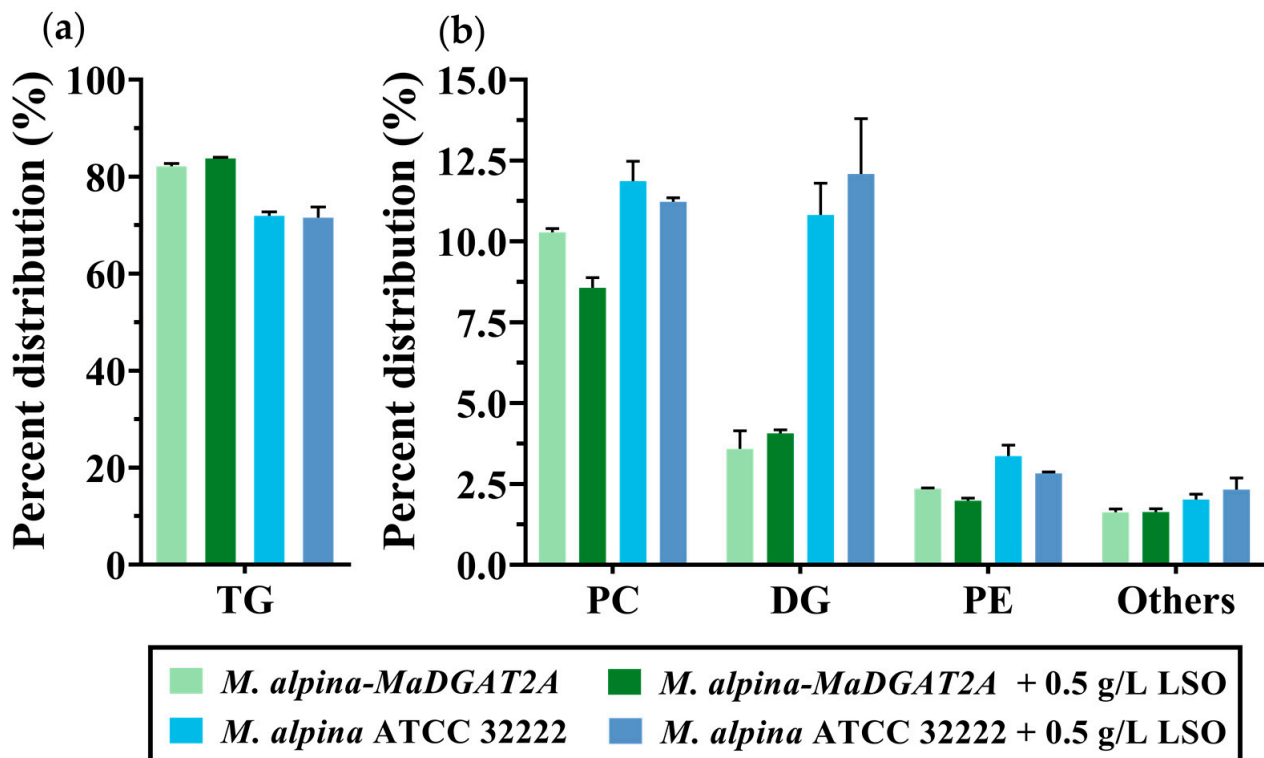 (a)
Percent distribution (%)
100
80
60
40
20
0
TG
(b)
Percent distribution (%)
15.0
12.5
10.0
7.5
5.0
2.5
0.0
PC DG PE Others
M. alpina-MaDGAT2A M. alpina-MaDGAT2A + 0.5 g/L LSO
M. alpina ATCC 32222 M. alpina ATCC 32222 + 0.5 g/L LSO